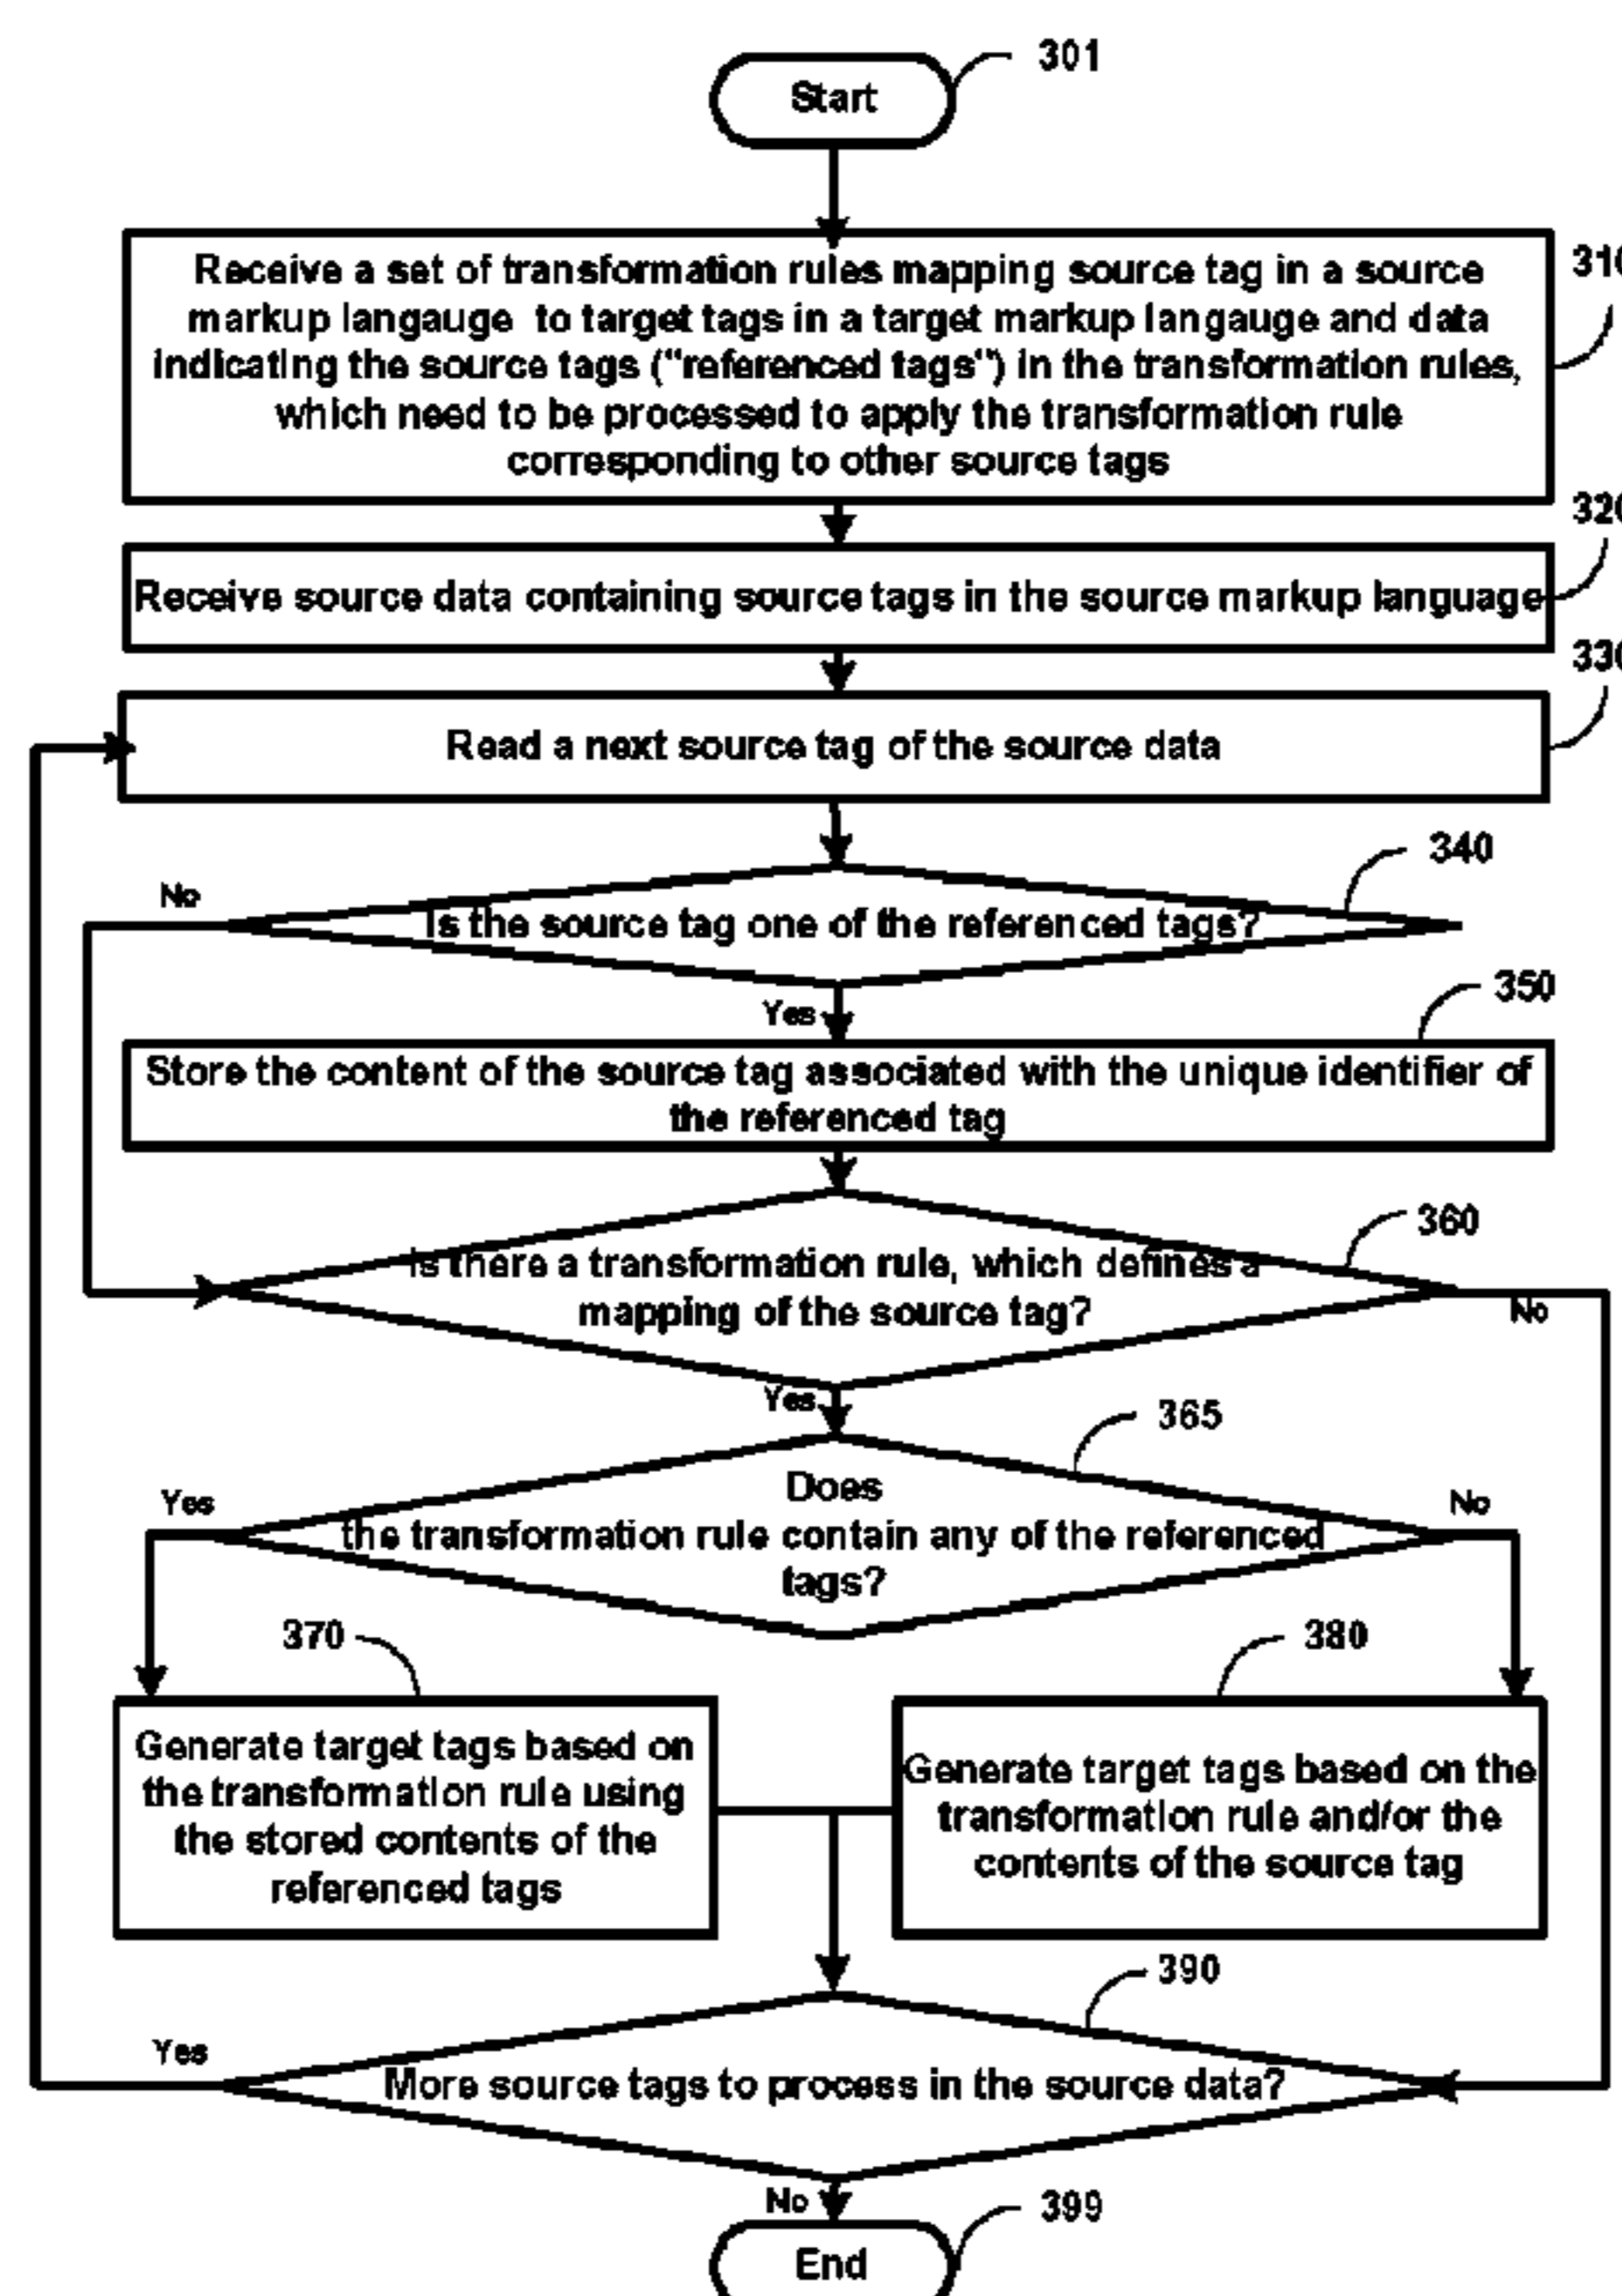 Start
301
Receive a set of transformation rules mapping source tag in a source
markup langauge to target tags in a target markup langauge and data
indicating the source tags ("referenced tags") in the transformation rules,
which need to be processed to apply the transformation rule
corresponding to other source tags
310
320
Receive source data containing source tags in the source markup language
330
Read a next source tag of the source data
340
No
Is the source tag one of the referenced tags?
Yes
350
Store the content of the source tag associated with the unique identifier of
the referenced tag
360
Is there a transformation rule, which defines a
mapping of the source tag?
No
Yes
365
Does
the transformation rule contain any of the referenced
tags?
Yes
No
370
380
Generate target tags based on
the transformation rule using
the stored contents of the
referenced tags
Generate target tags based on the
transformation rule and/or the
contents of the source tag
390
Yes
More source tags to process in the source data?
No
399
End